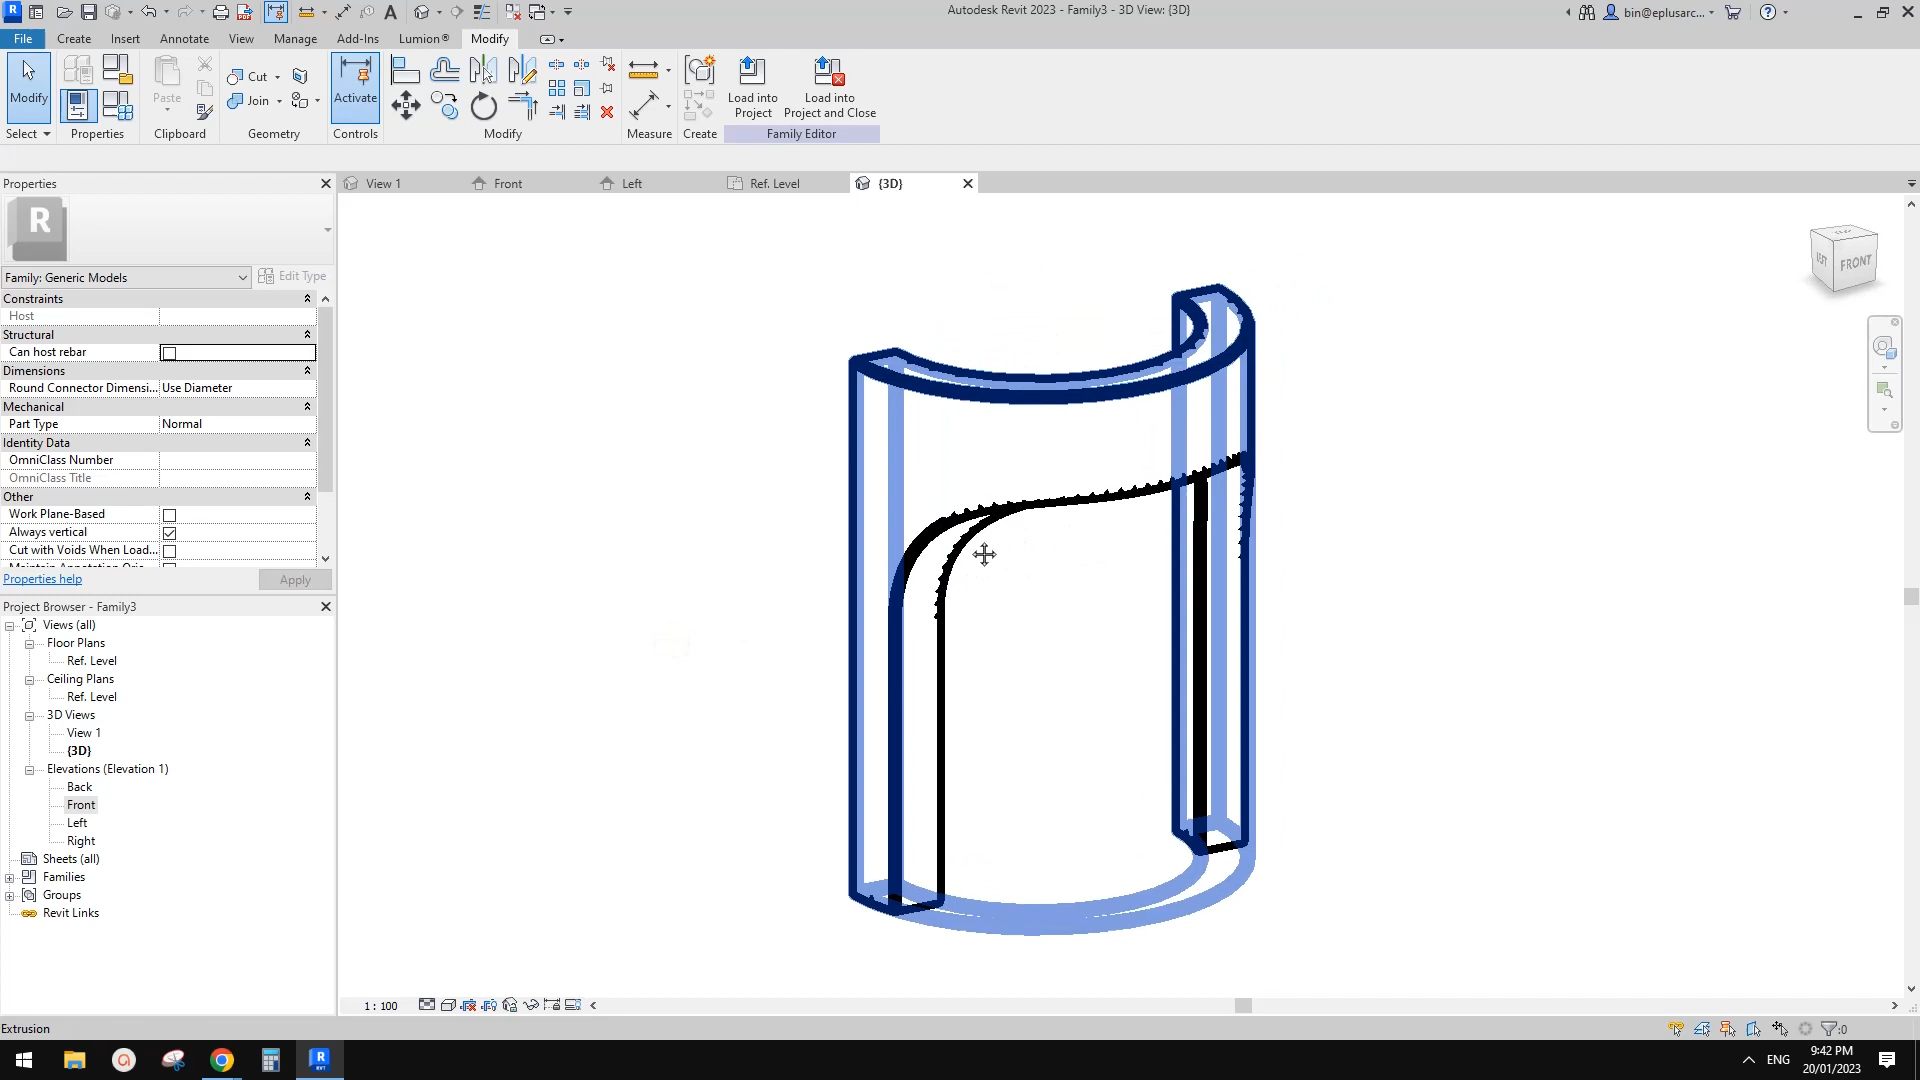 Autodesk Revit 2023 - Family3 - 3D View: {3D}
bin@eplusarc...
File
Create
Insert
Annotate
View
Manage
Add-Ins
Lumion®
Modify
Modify
Paste
Cut
Join
Activate
Load into
Project
Load into
Project and Close
Select
Properties
Clipboard
Geometry
Controls
Modify
Measure
Create
Family Editor
Properties
View 1
Front
Left
Ref. Level
{3D}
R
Family: Generic Models
Edit Type
Constraints
Host
Structural
Can host rebar
Dimensions
Round Connector Dimensi... Use Diameter
Mechanical
Part Type Normal
Identity Data
OmniClass Number
OmniClass Title
Other
Work Plane-Based
Always vertical
Cut with Voids When Load...
Properties help
Apply
Project Browser - Family3
Views (all)
Floor Plans
Ref. Level
Ceiling Plans
Ref. Level
3D Views
View 1
{3D}
Elevations (Elevation 1)
Back
Front
Left
Right
Sheets (all)
Families
Groups
Revit Links
LEFT
FRONT
1 : 100
Extrusion
:0
ENG
9:42 PM
20/01/2023